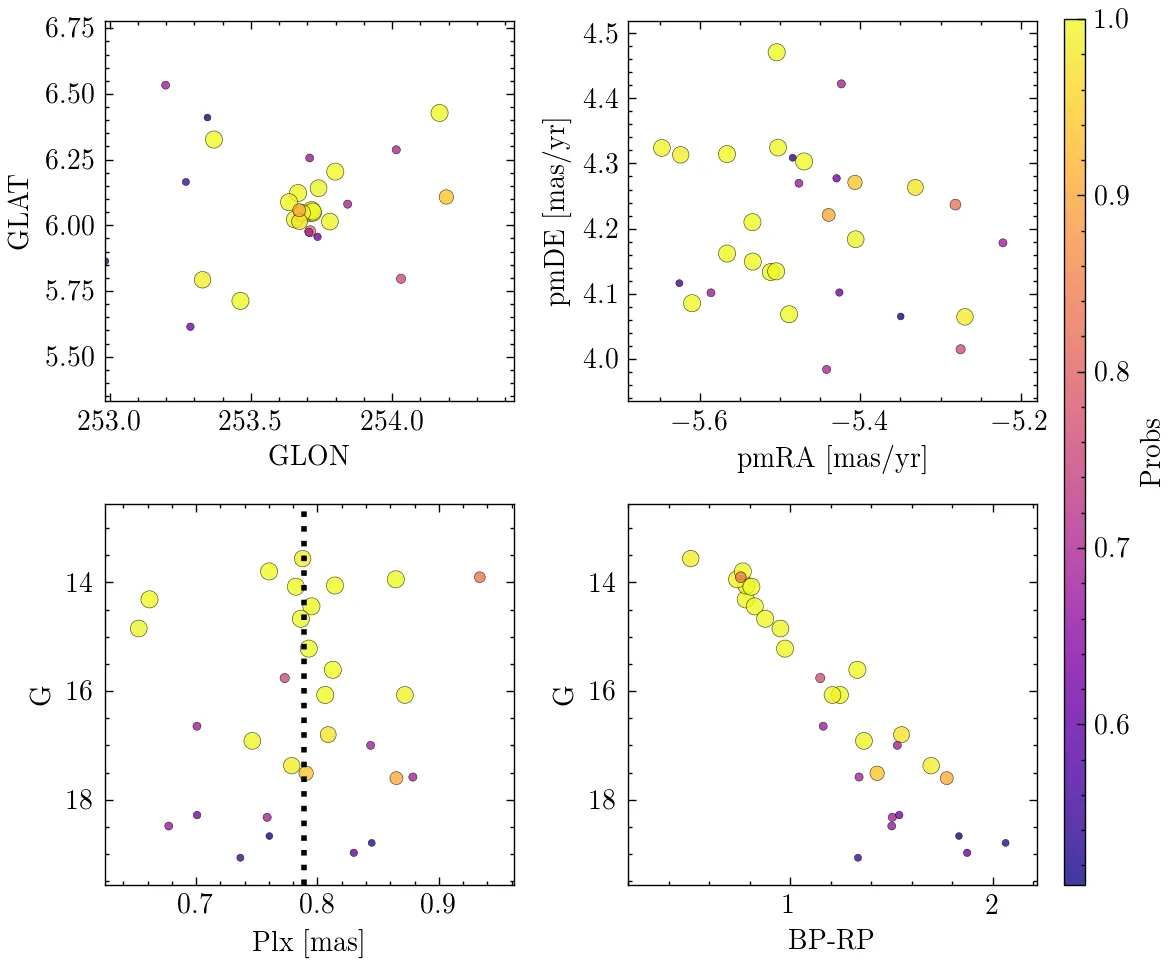 6.75
6.50
6.25
6.00
5.75
5.50
GLAT
253.0 253.5 254.0
GLON
4.5
4.4
4.3
4.2
4.1
4.0
pmDE [mas/yr]
−5.6 −5.4 −5.2
pmRA [mas/yr]
1.0
0.9
0.8
0.7
0.6
Probs
14
16
18
G
0.7 0.8 0.9
Plx [mas]
14
16
18
G
1 2
BP-RP